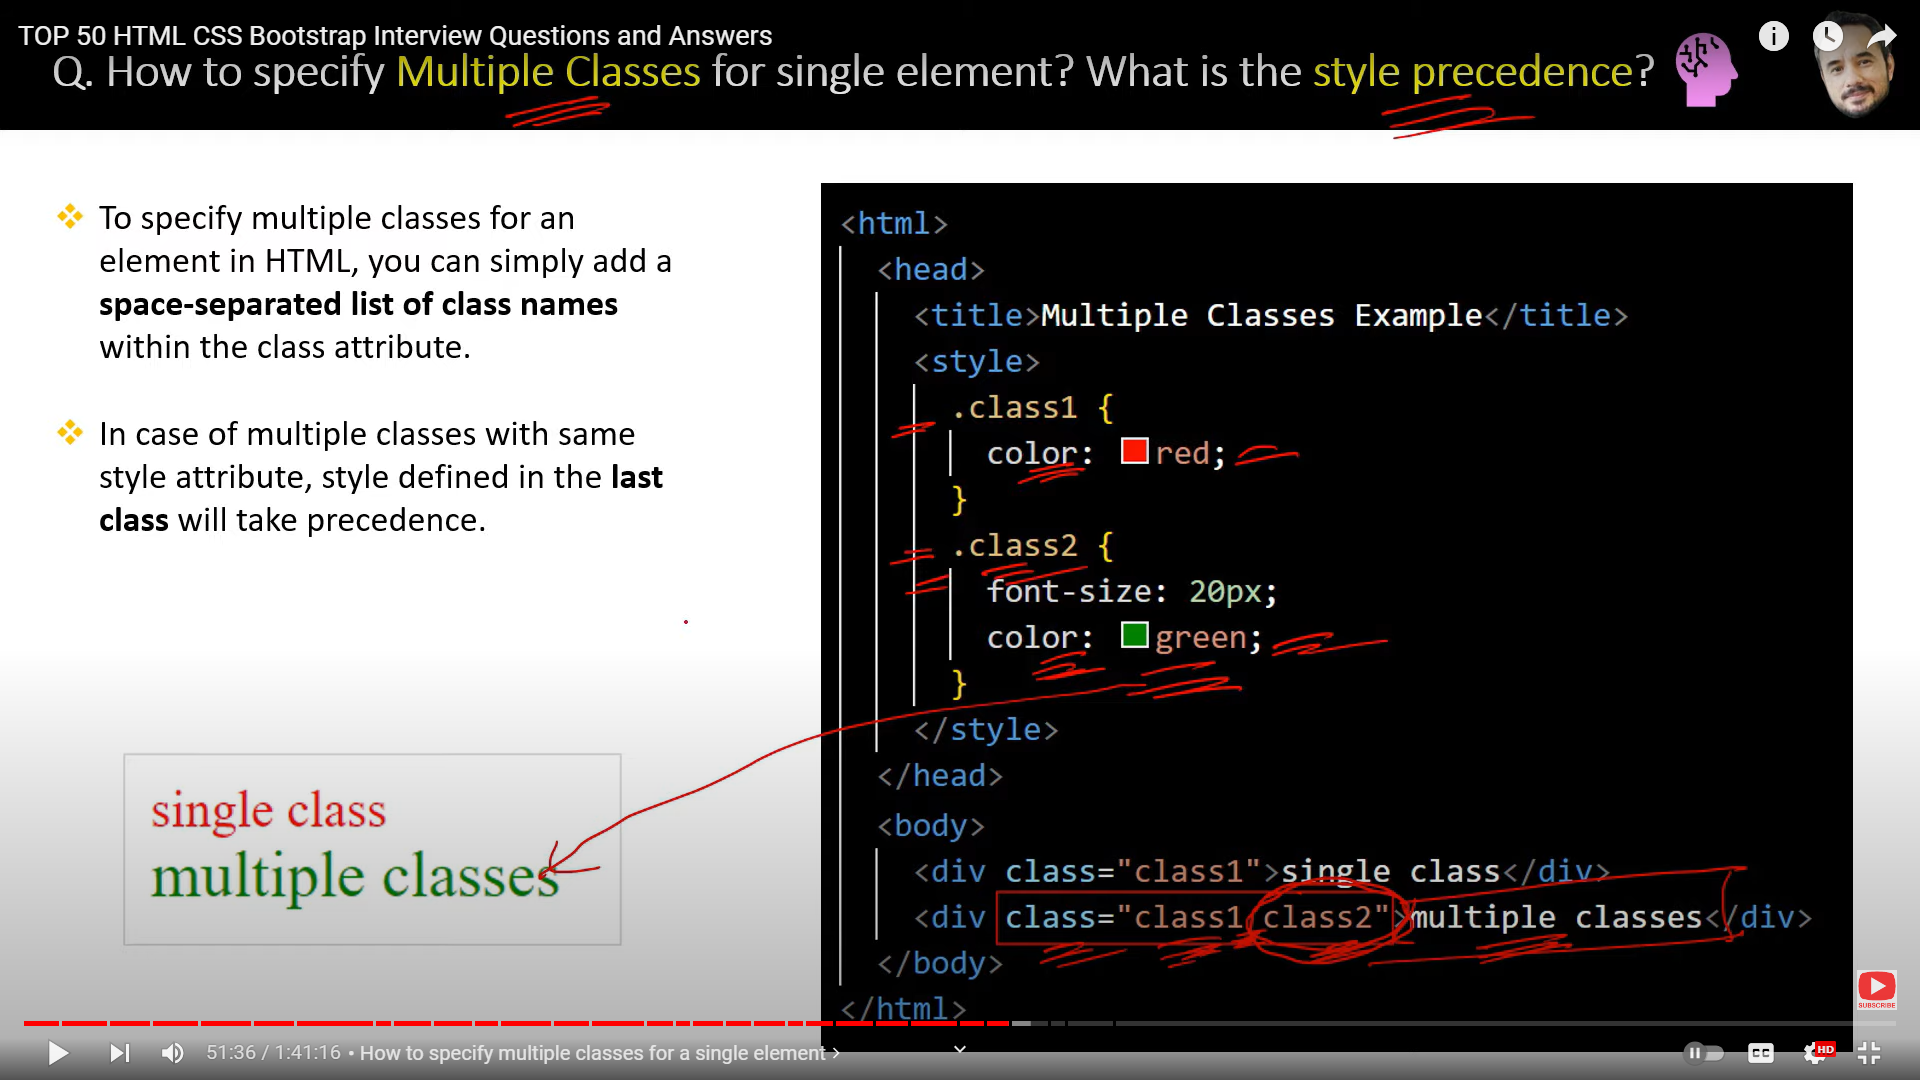 TOP 50 HTML CSS Bootstrap Interview Questions and Answers
Q. How to specify Multiple Classes for single element? What is the style precedence?
To specify multiple classes for an
element in HTML, you can simply add a
space-separated list of class names
within the class attribute.
In case of multiple classes with same
style attribute, style defined in the last
class will take precedence.
single class
multiple classes
<html>
<head>
<title>Multiple Classes Example</title>
<style>
.class1 {
color: red;
}
.class2 {
font-size: 20px;
color: green;
}
</style>
</head>
<body>
<div class="class1">single class</div>
<div class="class1 class2">multiple classes</div>
</body>
</html>
SUBSCRIBE
51:36 / 1:41:16 • How to specify multiple classes for a single element
CC
HD